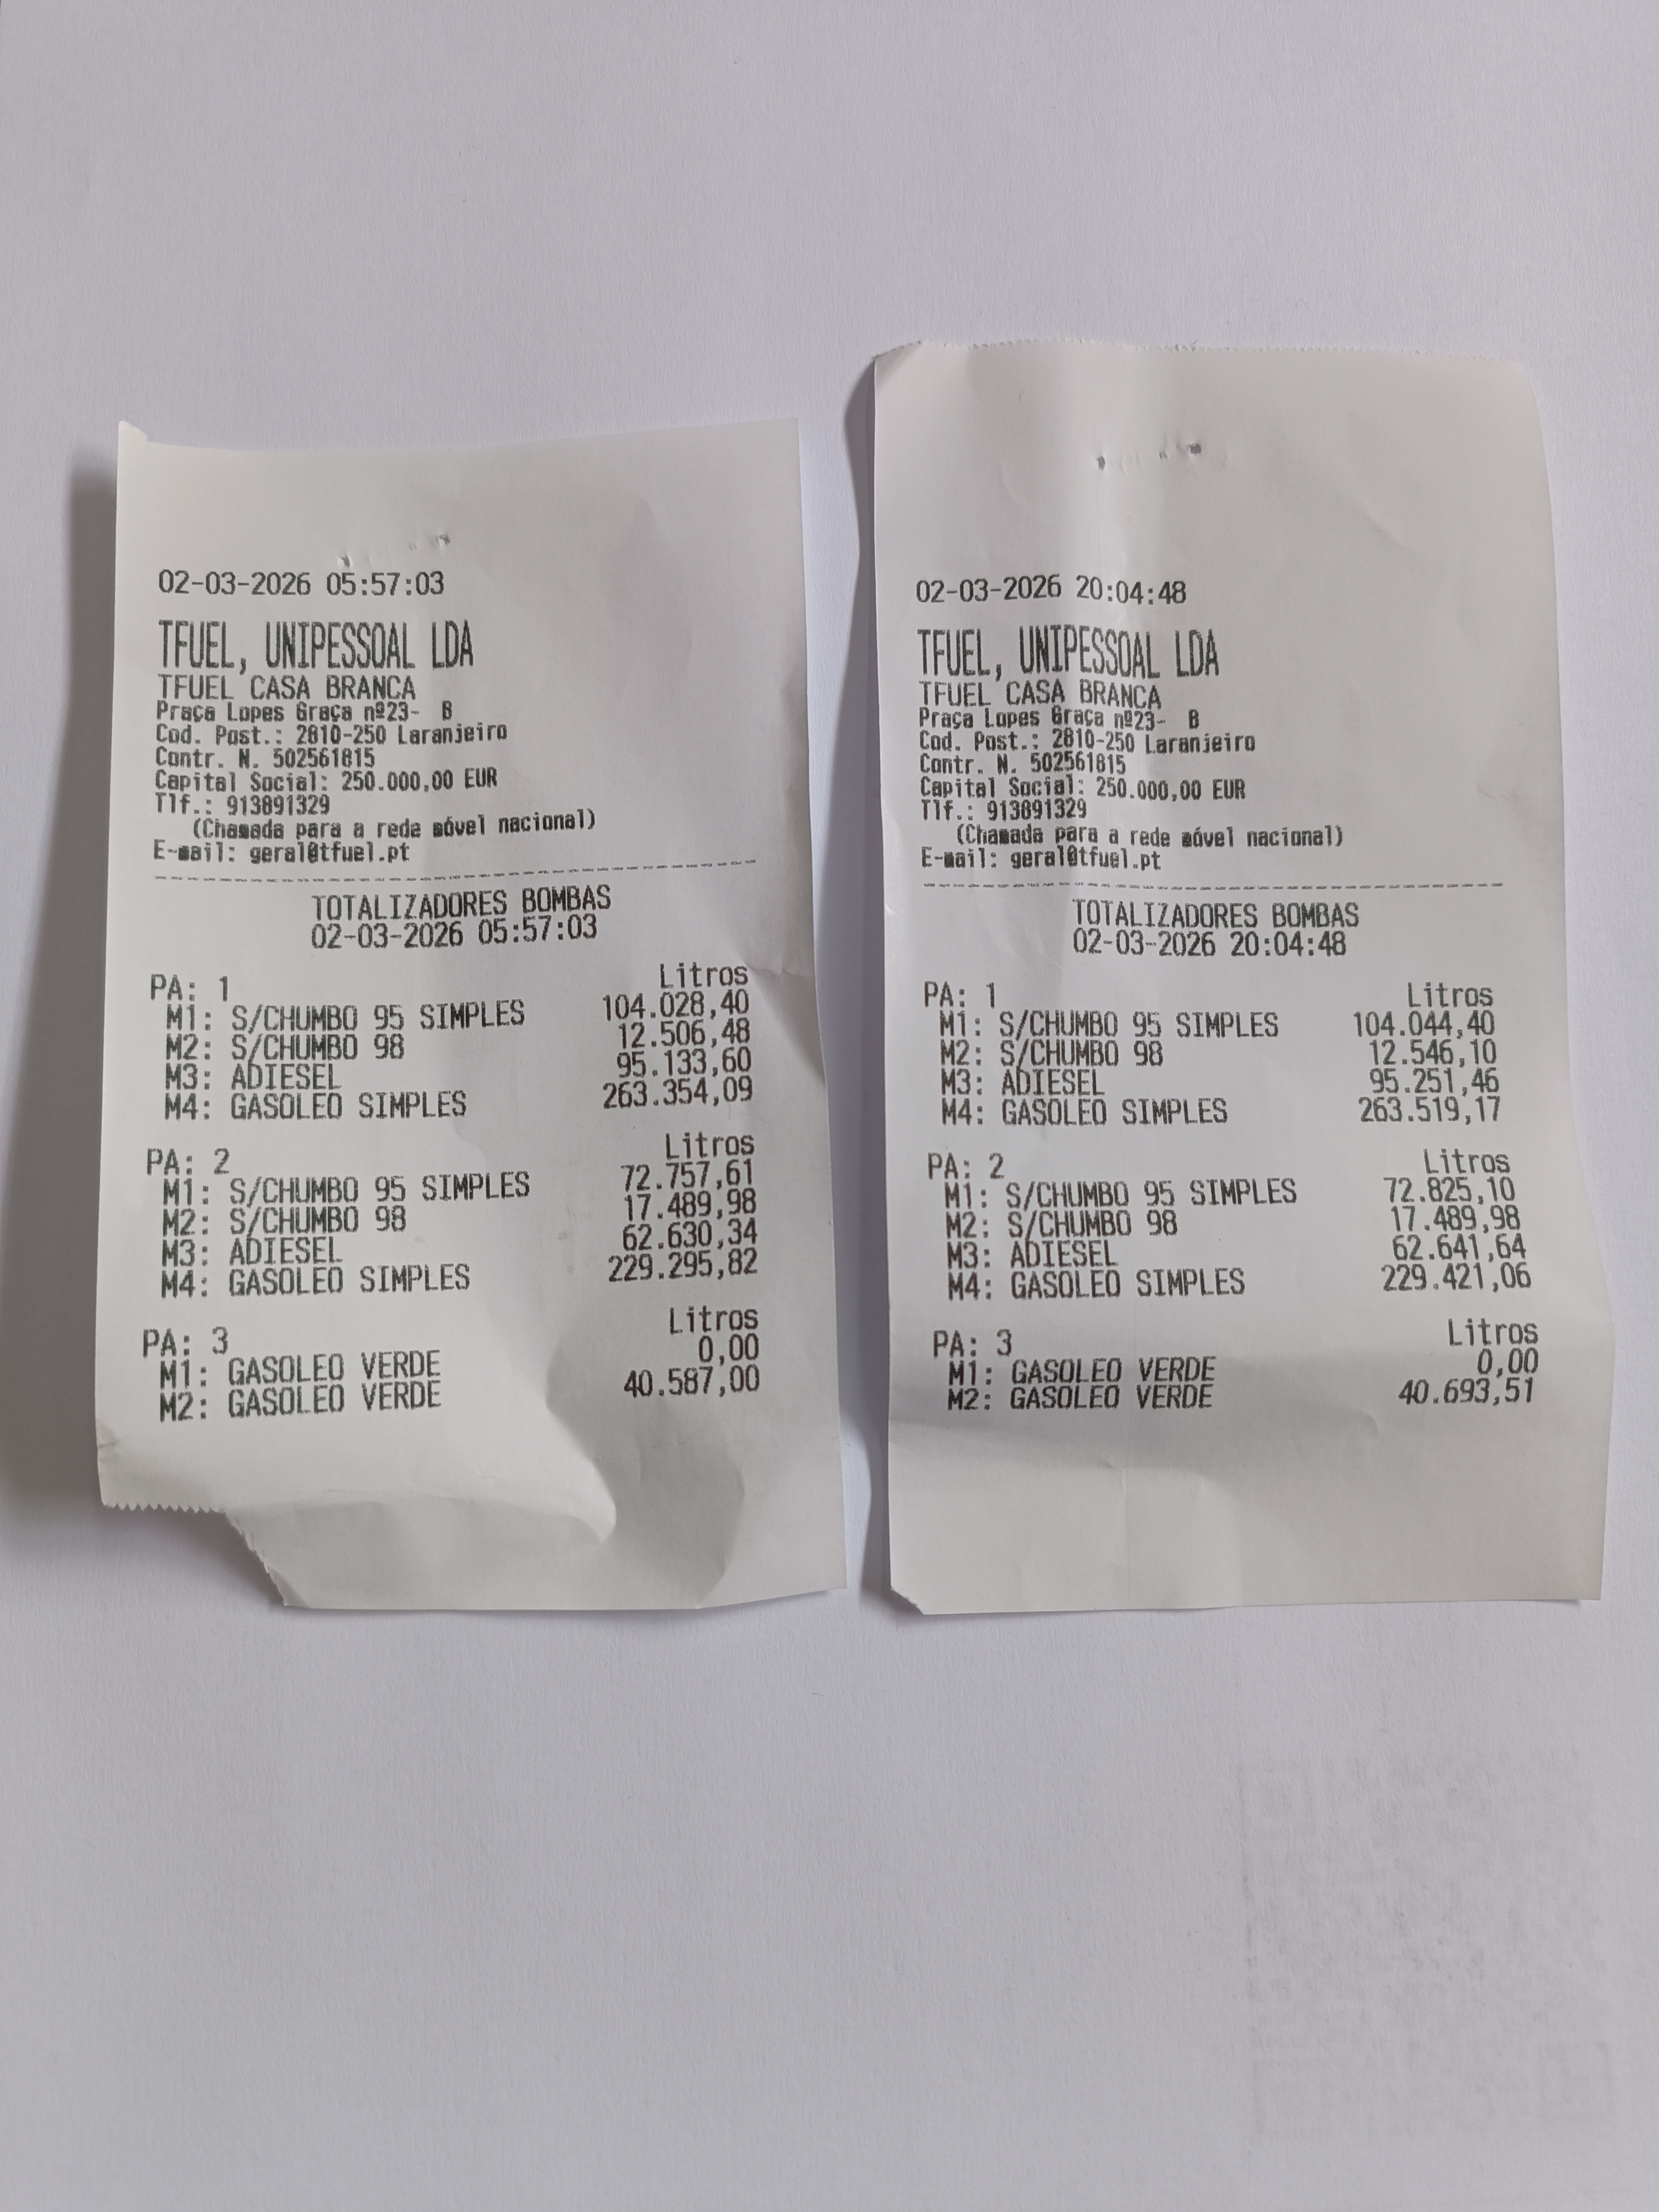 02-03-2026 05:57:03
TFUEL, UNIPESSOAL LDA
TFUEL CASA BRANCA
Praça Lopes Graça nº23-  B
Cod. Post.: 2810-250 Laranjeiro
Contr. N. 502561815
Capital Social: 250.000,00 EUR
Tlf.: 913891329
(Chamada para a rede móvel nacional)
E-mail: geral@tfuel.pt
TOTALIZADORES BOMBAS
02-03-2026 05:57:03
PA: 1 Litros
M1: S/CHUMBO 95 SIMPLES 104.028,40
M2: S/CHUMBO 98 12.506,48
M3: ADIESEL 95.133,60
M4: GASOLEO SIMPLES 263.354,09
PA: 2 Litros
M1: S/CHUMBO 95 SIMPLES 72.757,61
M2: S/CHUMBO 98 17.489,98
M3: ADIESEL 62.630,34
M4: GASOLEO SIMPLES 229.295,82
PA: 3 Litros
M1: GASOLEO VERDE 0,00
M2: GASOLEO VERDE 40.587,00
02-03-2026 20:04:48
TFUEL, UNIPESSOAL LDA
TFUEL CASA BRANCA
Praça Lopes Graça nº23-  B
Cod. Post.: 2810-250 Laranjeiro
Contr. N. 502561815
Capital Social: 250.000,00 EUR
Tlf.: 913891329
(Chamada para a rede móvel nacional)
E-mail: geral@tfuel.pt
TOTALIZADORES BOMBAS
02-03-2026 20:04:48
PA: 1 Litros
M1: S/CHUMBO 95 SIMPLES 104.044,40
M2: S/CHUMBO 98 12.546,10
M3: ADIESEL 95.251,46
M4: GASOLEO SIMPLES 263.519,17
PA: 2 Litros
M1: S/CHUMBO 95 SIMPLES 72.825,10
M2: S/CHUMBO 98 17.489,98
M3: ADIESEL 62.641,64
M4: GASOLEO SIMPLES 229.421,06
PA: 3 Litros
M1: GASOLEO VERDE 0,00
M2: GASOLEO VERDE 40.693,51